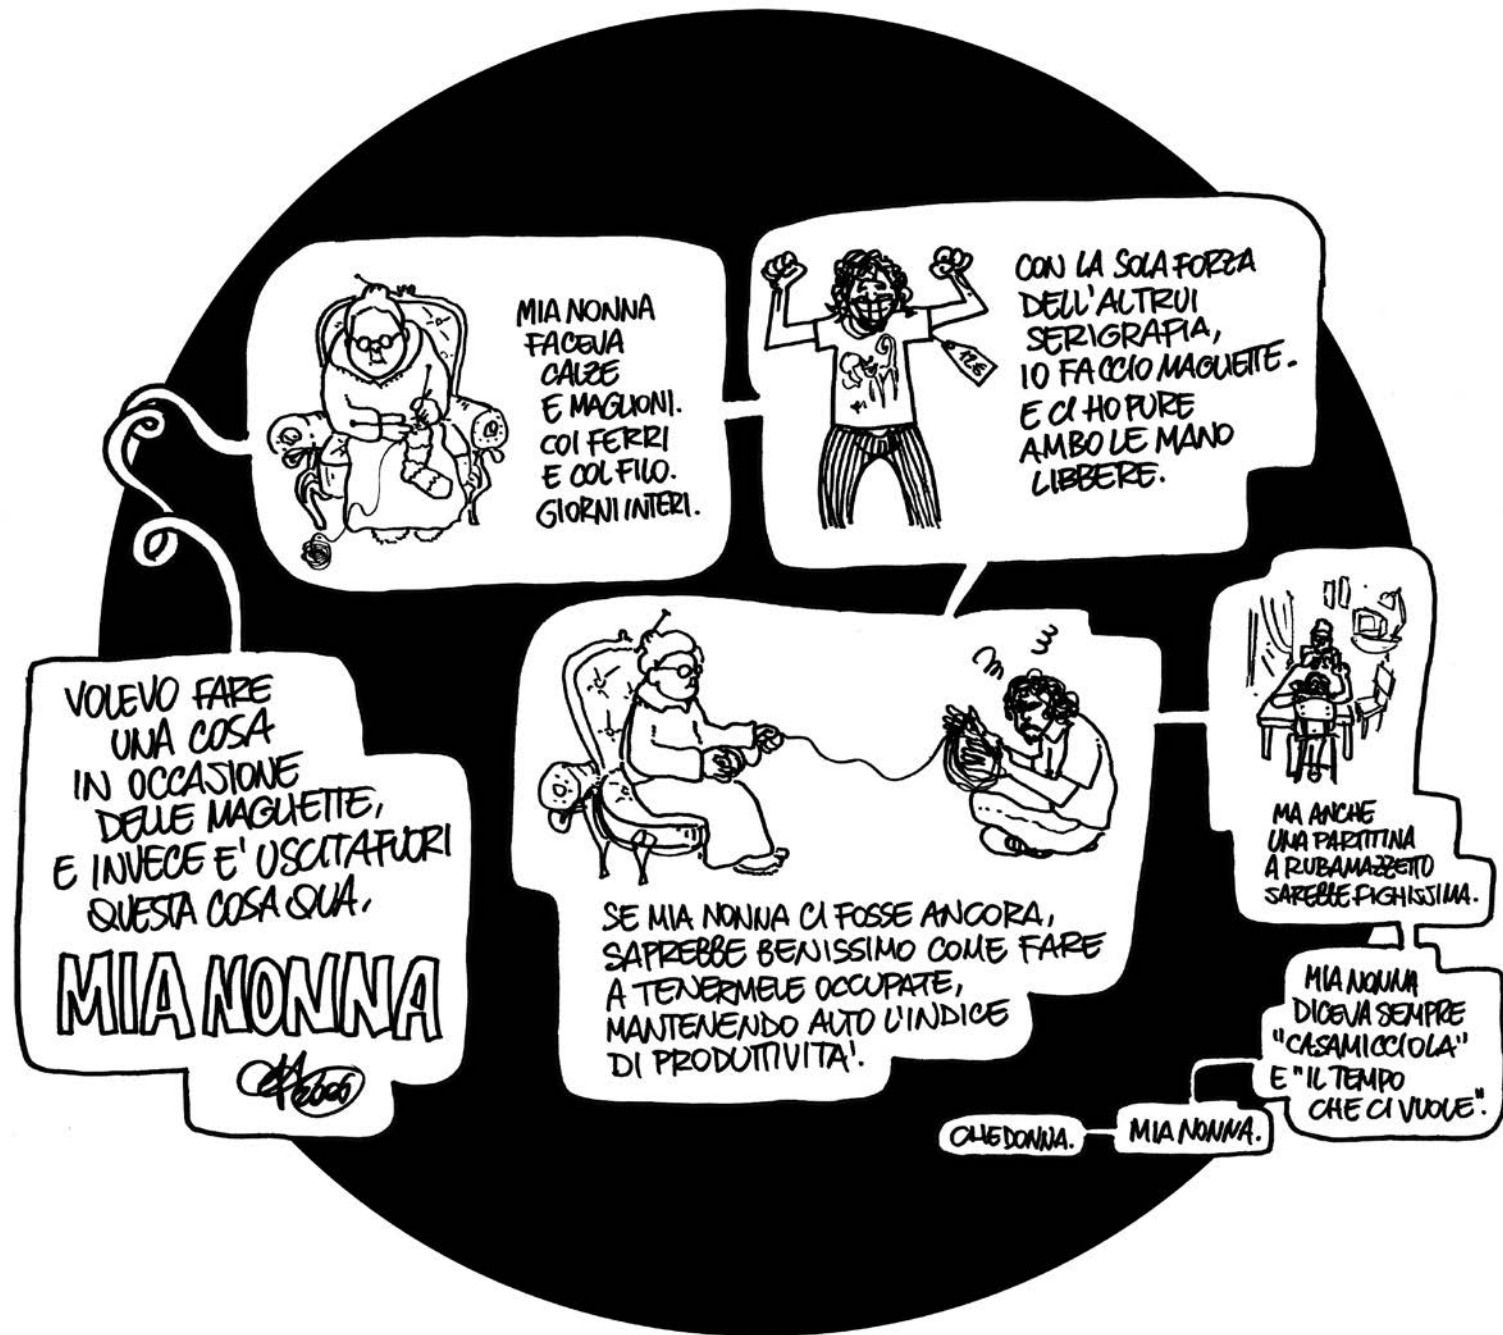 VOLEVO FARE
UNA COSA
IN OCCASIONE
DELLE MAGLIETTE,
E INVECE E' USCITA FUORI
QUESTA COSA QUA.
MIA NONNA
2006
MIA NONNA
FACEVA
CALZE
E MAGLIONI.
COI FERRI
E COL FILO.
GIORNI INTERI.
CON LA SOLA FORZA
DELL'ALTRUI
SERIGRAFIA,
IO FACCIO MAGLIETTE.
E CI HO PURE
AMBO LE MANO
LIBBERE.
12€
SE MIA NONNA CI FOSSE ANCORA,
SAPREBBE BENISSIMO COME FARE
A TENERMELE OCCUPATE,
MANTENENDO ALTO L'INDICE
DI PRODUTTIVITA'.
MA ANCHE
UNA PARTITINA
A RUBAMAZZETTO
SAREBBE FIGHISSIMA.
MIA NONNA
DICEVA SEMPRE
"CASAMICCIOLA"
E "IL TEMPO
CHE CI VUOLE".
MIA NONNA.
CHE DONNA.